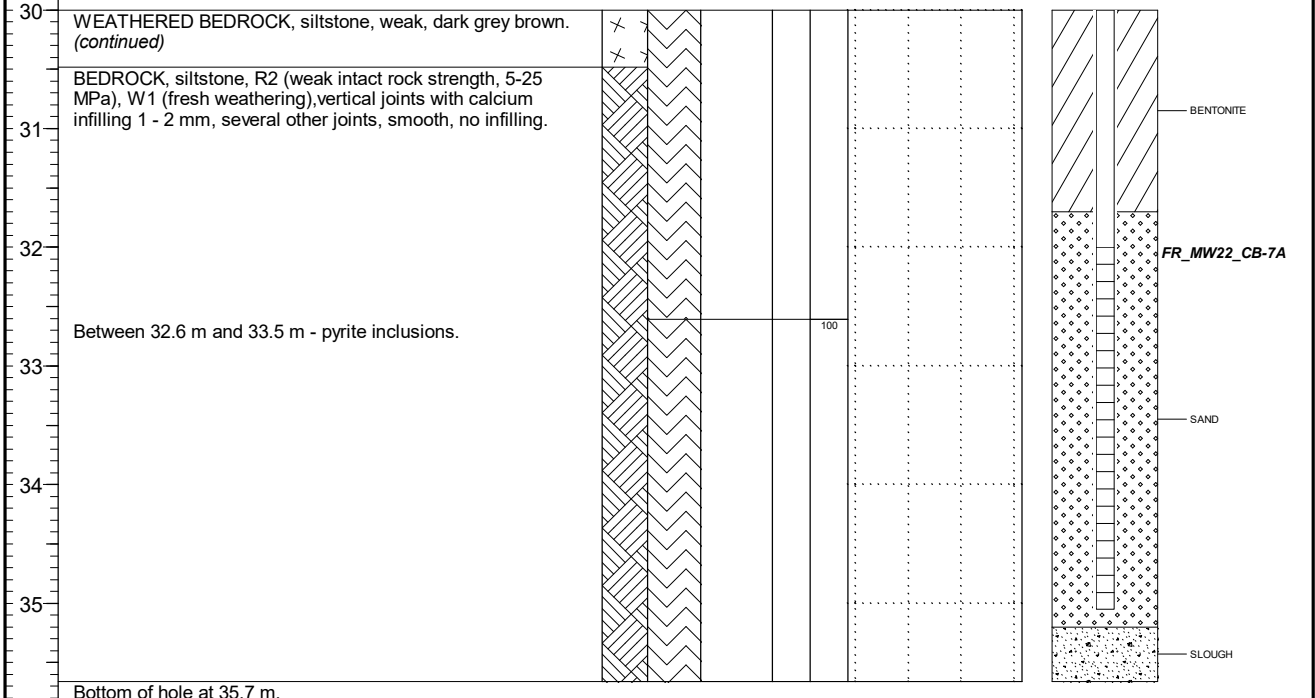 30
WEATHERED BEDROCK, siltstone, weak, dark grey brown.
(continued)
BEDROCK, siltstone, R2 (weak intact rock strength, 5-25
MPa), W1 (fresh weathering),vertical joints with calcium
infilling 1 - 2 mm, several other joints, smooth, no infilling.
BENTONITE
31
32
FR_MW22_CB-7A
Between 32.6 m and 33.5 m - pyrite inclusions.
100
33
SAND
34
35
SLOUGH
Bottom of hole at 35.7 m.